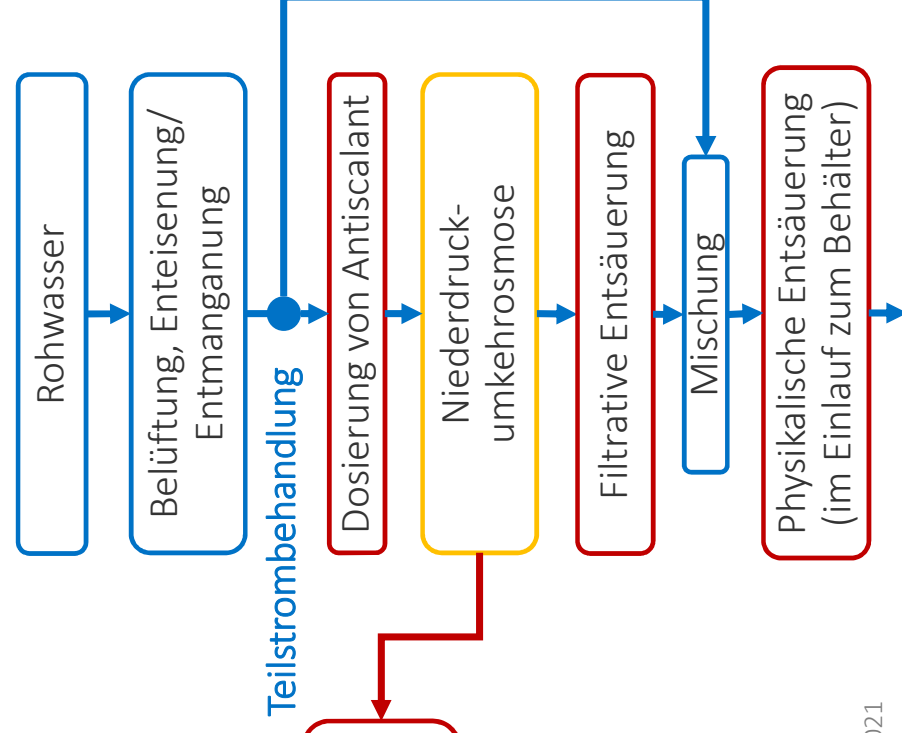 Rohwasser
Belüftung, Enteisenung/
Entmanganung
Teilstrombehandlung
Dosierung von Antiscalant
Niederdruck-
umkehrosmose
Filtrative Entsäuerung
Mischung
Physikalische Entsäuerung
(im Einlauf zum Behälter)